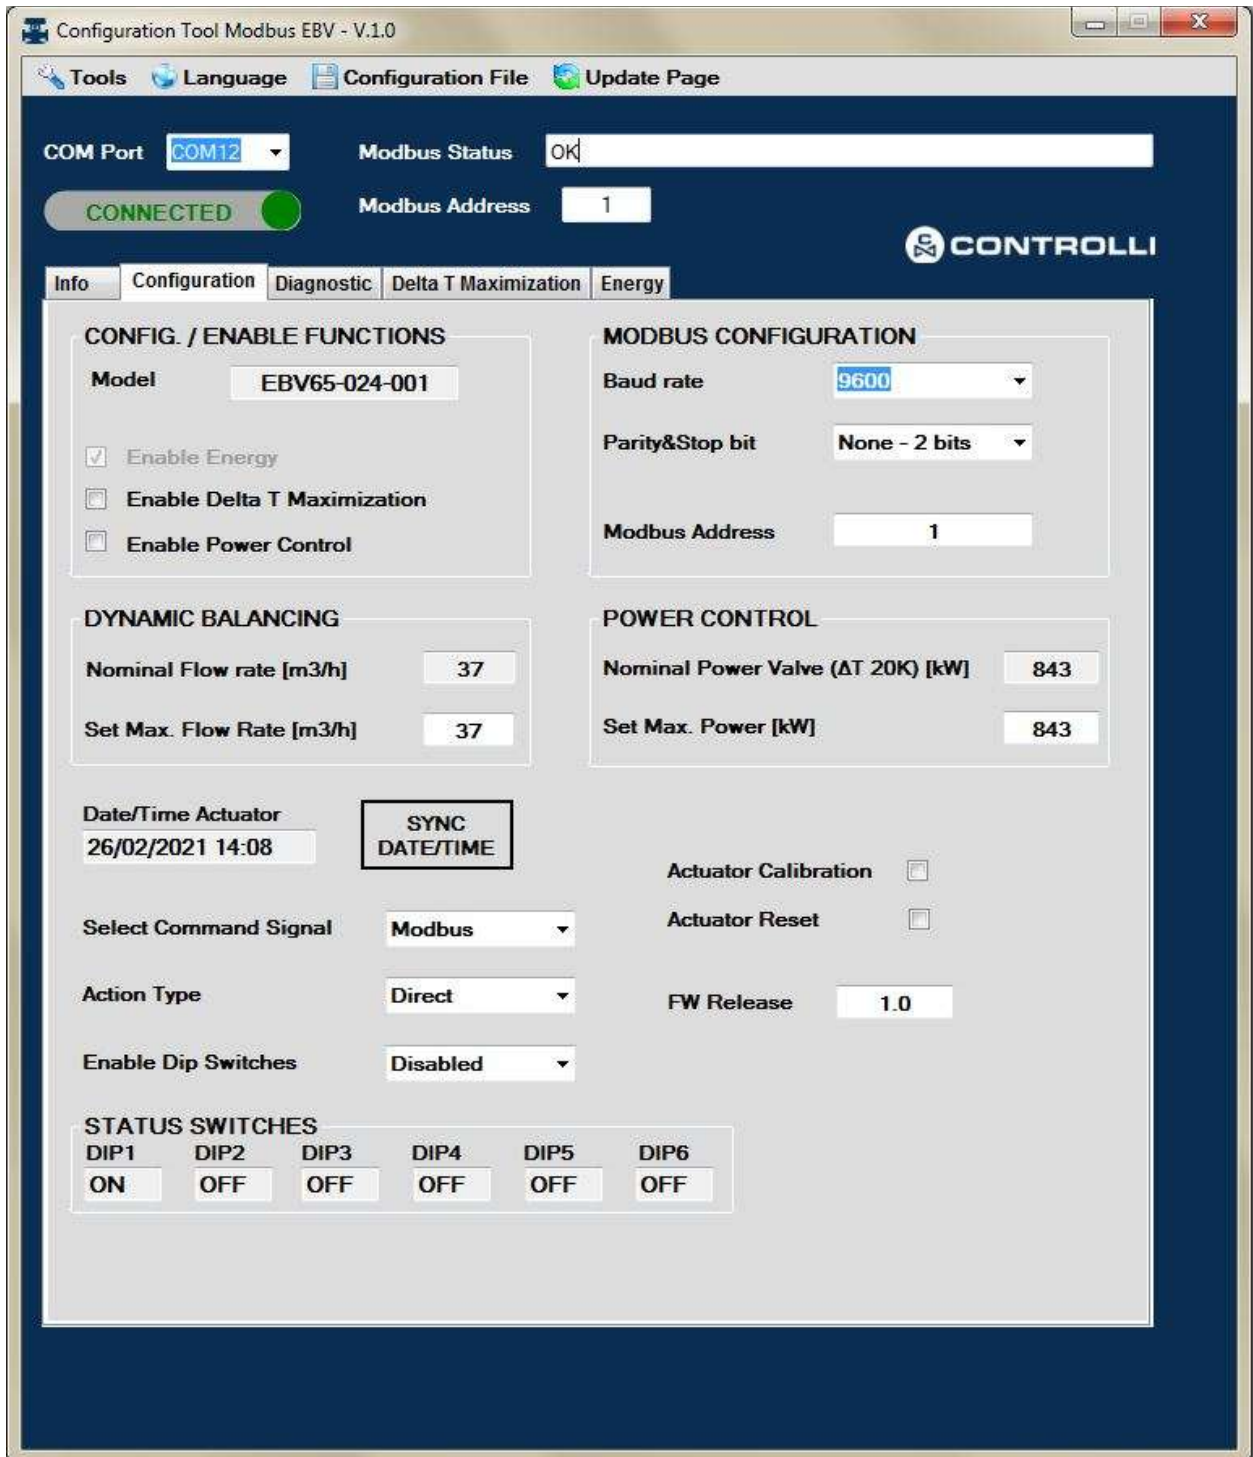 Configuration Tool Modbus EBV - V.1.0
Tools Language Configuration File Update Page
COM Port COM12 Modbus Status OK
CONNECTED Modbus Address 1
CONTROLLI
Info Configuration Diagnostic Delta T Maximization Energy
CONFIG. / ENABLE FUNCTIONS
Model EBV65-024-001
Enable Energy
Enable Delta T Maximization
Enable Power Control
MODBUS CONFIGURATION
Baud rate 9600
Parity&Stop bit None - 2 bits
Modbus Address 1
DYNAMIC BALANCING
Nominal Flow rate [m3/h] 37
Set Max. Flow Rate [m3/h] 37
POWER CONTROL
Nominal Power Valve (ΔT 20K) [kW] 843
Set Max. Power [kW] 843
Date/Time Actuator
26/02/2021 14:08
SYNC
DATE/TIME
Actuator Calibration
Select Command Signal Modbus
Actuator Reset
Action Type Direct
FW Release 1.0
Enable Dip Switches Disabled
STATUS SWITCHES
DIP1 DIP2 DIP3 DIP4 DIP5 DIP6
ON OFF OFF OFF OFF OFF